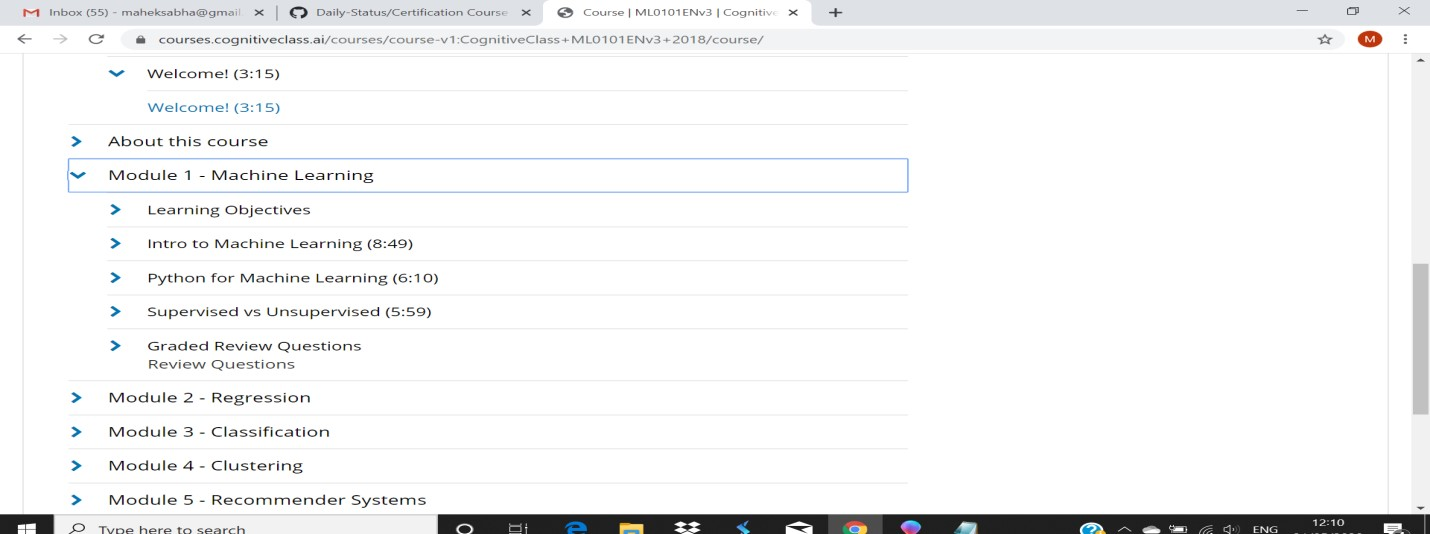 Inbox (55) - maheksabha@gmail
Daily-Status/Certification Course
Course | ML0101ENv3 | Cognitive
courses.cognitiveclass.ai/courses/course-v1:CognitiveClass+ML0101ENv3+2018/course/
M
Welcome! (3:15)
Welcome! (3:15)
About this course
Module 1 - Machine Learning
Learning Objectives
Intro to Machine Learning (8:49)
Python for Machine Learning (6:10)
Supervised vs Unsupervised (5:59)
Graded Review Questions
Review Questions
Module 2 - Regression
Module 3 - Classification
Module 4 - Clustering
Module 5 - Recommender Systems
Type here to search
ENG
12:10